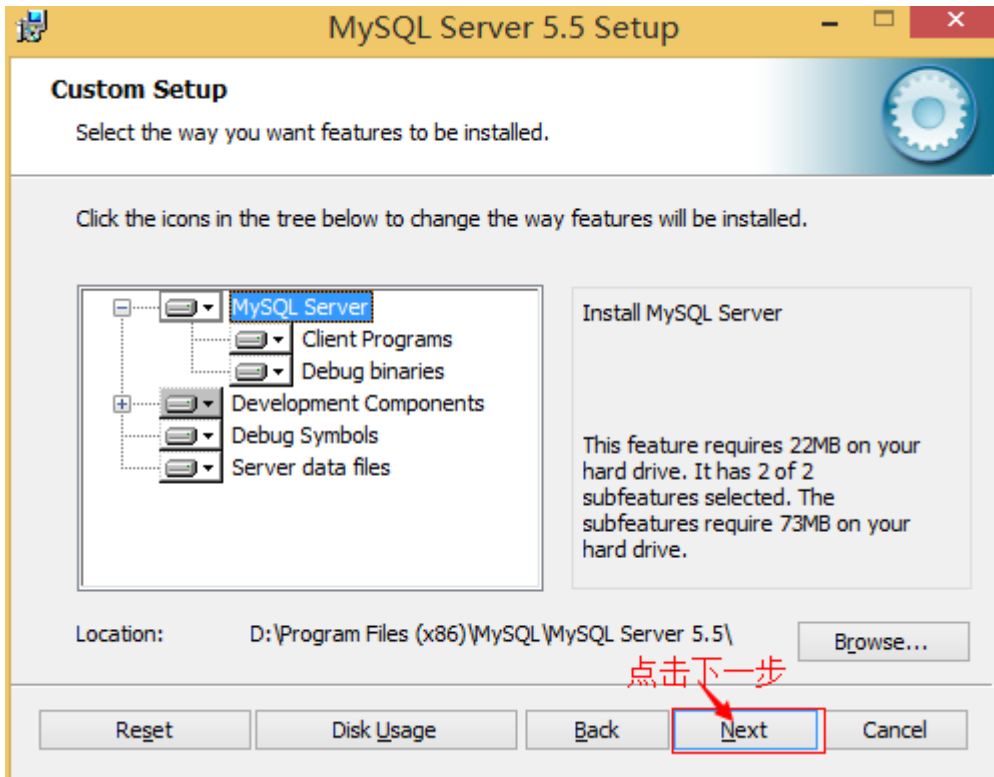 MySQL Server 5.5 Setup
Custom Setup
Select the way you want features to be installed.
Click the icons in the tree below to change the way features will be installed.
MySQL Server
Client Programs
Debug binaries
Development Components
Debug Symbols
Server data files
Install MySQL Server
This feature requires 22MB on your
hard drive. It has 2 of 2
subfeatures selected. The
subfeatures require 73MB on your
hard drive.
Location: D:\Program Files (x86)\MySQL\MySQL Server 5.5\
Browse...
点击下一步
Reset Disk Usage Back Next Cancel